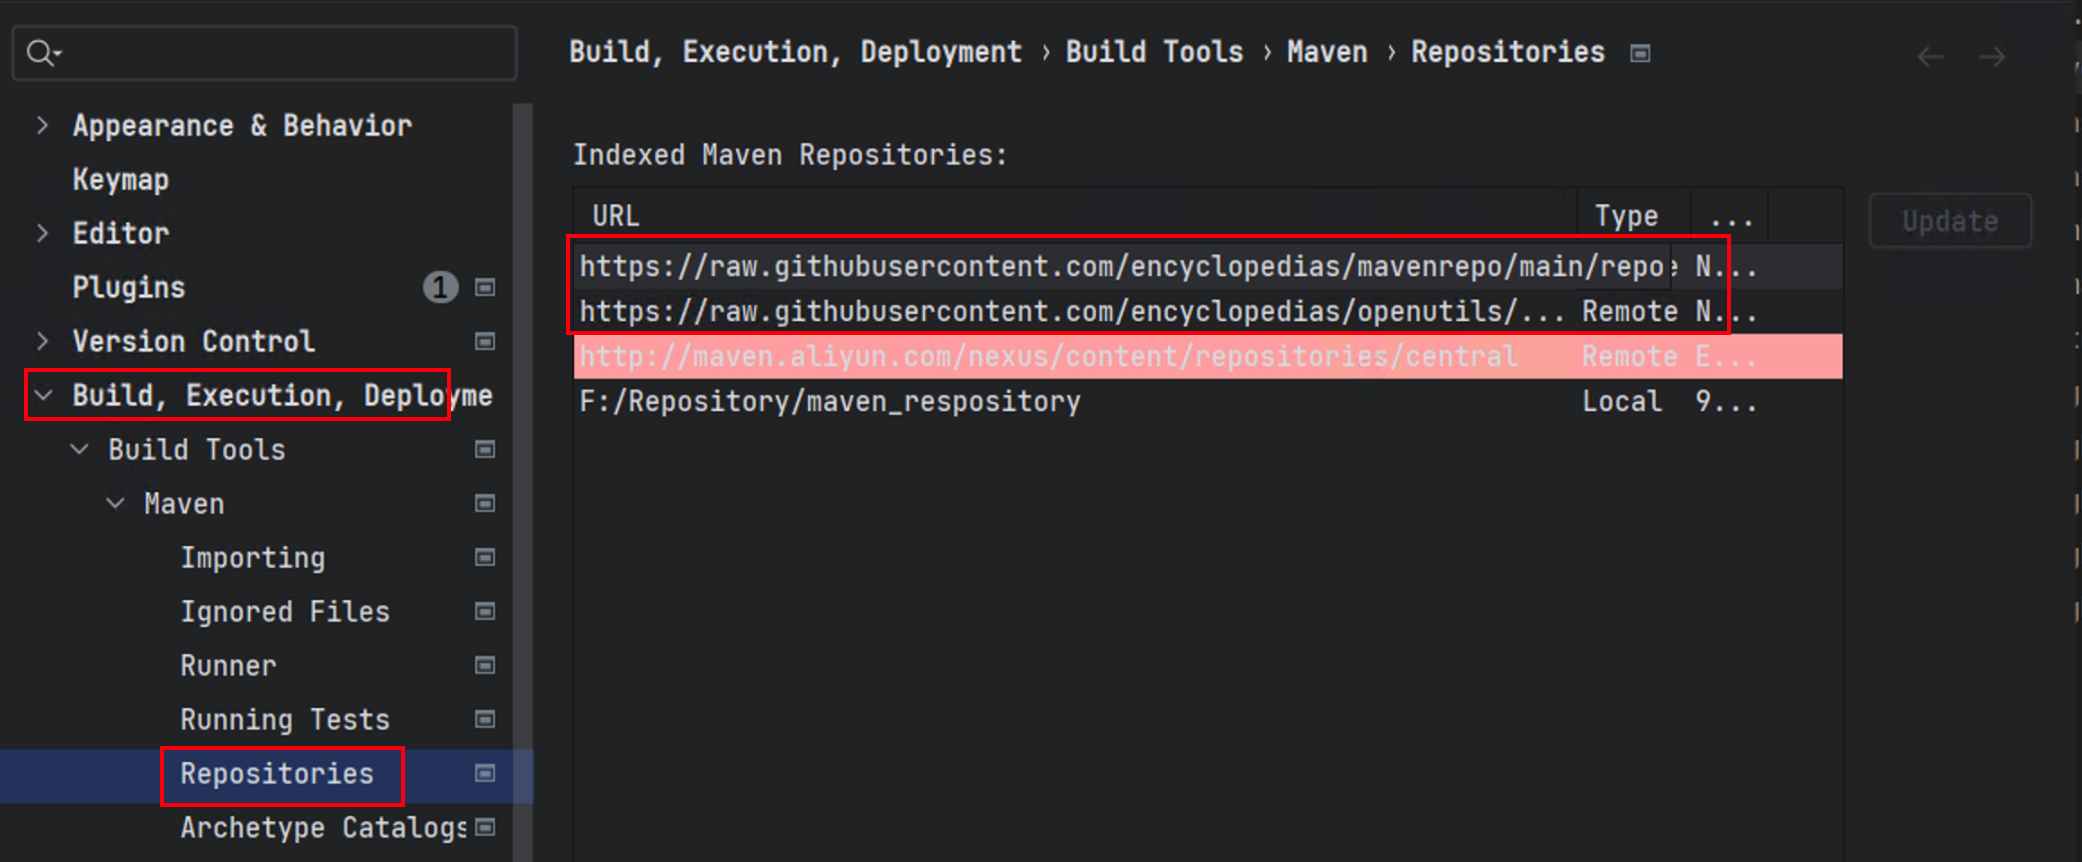 Build, Execution, Deployment › Build Tools › Maven › Repositories
Appearance & Behavior
Keymap
Editor
Plugins 1
Version Control
Build, Execution, Deployme
Build Tools
Maven
Importing
Ignored Files
Runner
Running Tests
Repositories
Archetype Catalogs
Indexed Maven Repositories:
URL Type ...
https://raw.githubusercontent.com/encyclopedias/mavenrepo/main/repo e N...
https://raw.githubusercontent.com/encyclopedias/openutils/... Remote N...
http://maven.aliyun.com/nexus/content/repositories/central Remote E...
F:/Repository/maven_respository Local 9...
Update